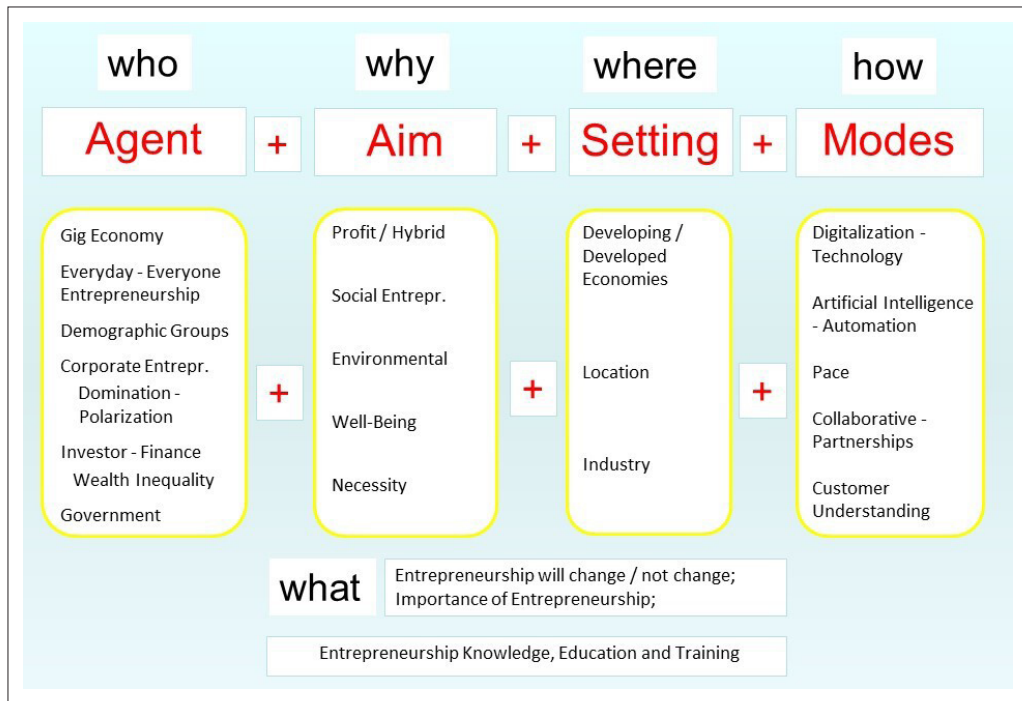 who
why
where
how
Agent
+
Aim
+
Setting
+
Modes
Gig Economy
Everyday - Everyone
Entrepreneurship
Demographic Groups
Corporate Entrepr.
Domination -
Polarization
Investor - Finance
Wealth Inequality
Government
+
Profit / Hybrid
Social Entrepr.
Environmental
Well-Being
Necessity
+
Developing /
Developed
Economies
Location
Industry
+
Digitalization -
Technology
Artificial Intelligence
- Automation
Pace
Collaborative -
Partnerships
Customer
Understanding
what
Entrepreneurship will change / not change;
Importance of Entrepreneurship;
Entrepreneurship Knowledge, Education and Training